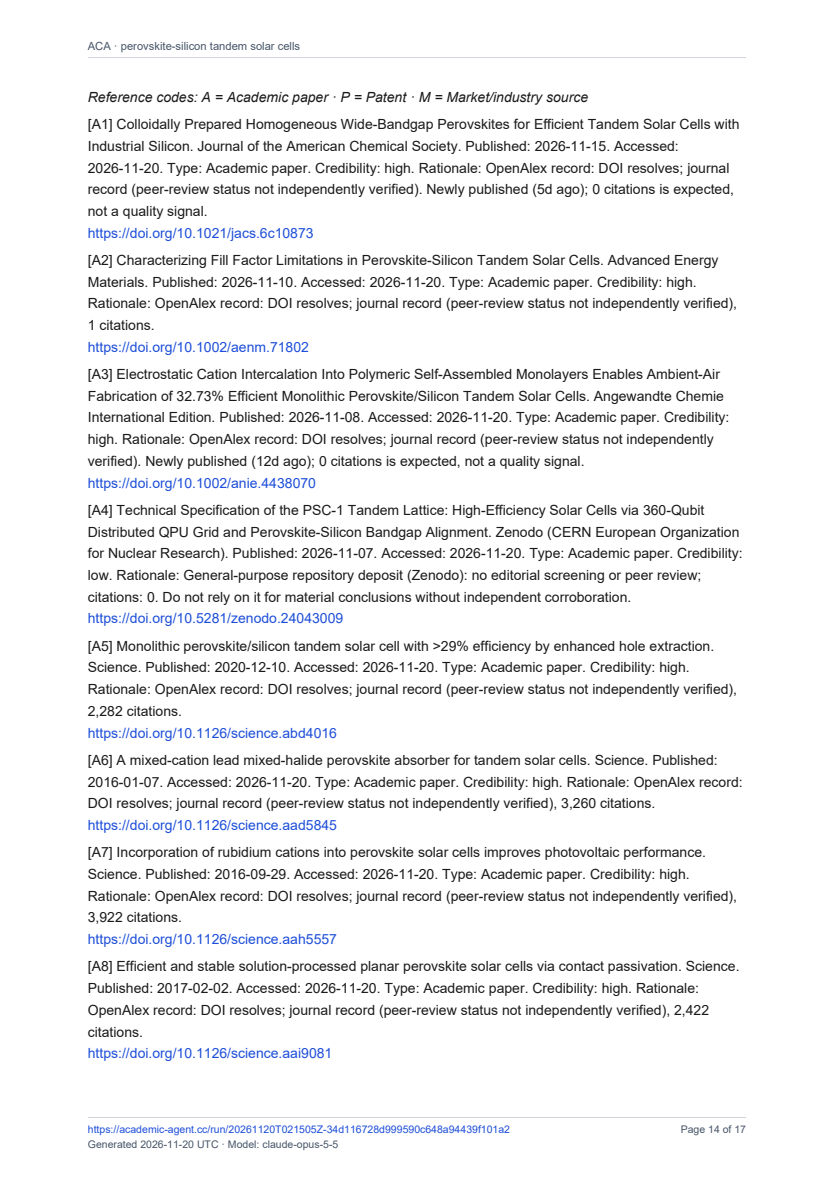 ACA · perovskite-silicon tandem solar cells
Reference codes: A = Academic paper · P = Patent · M = Market/industry source
[A1] Colloidally Prepared Homogeneous Wide-Bandgap Perovskites for Efficient Tandem Solar Cells with
Industrial Silicon. Journal of the American Chemical Society. Published: 2026-11-15. Accessed:
2026-11-20. Type: Academic paper. Credibility: high. Rationale: OpenAlex record: DOI resolves; journal
record (peer-review status not independently verified). Newly published (5d ago); 0 citations is expected,
not a quality signal.
https://doi.org/10.1021/jacs.6c10873
[A2] Characterizing Fill Factor Limitations in Perovskite-Silicon Tandem Solar Cells. Advanced Energy
Materials. Published: 2026-11-10. Accessed: 2026-11-20. Type: Academic paper. Credibility: high.
Rationale: OpenAlex record: DOI resolves; journal record (peer-review status not independently verified),
1 citations.
https://doi.org/10.1002/aenm.71802
[A3] Electrostatic Cation Intercalation Into Polymeric Self-Assembled Monolayers Enables Ambient-Air
Fabrication of 32.73% Efficient Monolithic Perovskite/Silicon Tandem Solar Cells. Angewandte Chemie
International Edition. Published: 2026-11-08. Accessed: 2026-11-20. Type: Academic paper. Credibility:
high. Rationale: OpenAlex record: DOI resolves; journal record (peer-review status not independently
verified). Newly published (12d ago); 0 citations is expected, not a quality signal.
https://doi.org/10.1002/anie.4438070
[A4] Technical Specification of the PSC-1 Tandem Lattice: High-Efficiency Solar Cells via 360-Qubit
Distributed QPU Grid and Perovskite-Silicon Bandgap Alignment. Zenodo (CERN European Organization
for Nuclear Research). Published: 2026-11-07. Accessed: 2026-11-20. Type: Academic paper. Credibility:
low. Rationale: General-purpose repository deposit (Zenodo): no editorial screening or peer review;
citations: 0. Do not rely on it for material conclusions without independent corroboration.
https://doi.org/10.5281/zenodo.24043009
[A5] Monolithic perovskite/silicon tandem solar cell with >29% efficiency by enhanced hole extraction.
Science. Published: 2020-12-10. Accessed: 2026-11-20. Type: Academic paper. Credibility: high.
Rationale: OpenAlex record: DOI resolves; journal record (peer-review status not independently verified),
2,282 citations.
https://doi.org/10.1126/science.abd4016
[A6] A mixed-cation lead mixed-halide perovskite absorber for tandem solar cells. Science. Published:
2016-01-07. Accessed: 2026-11-20. Type: Academic paper. Credibility: high. Rationale: OpenAlex record:
DOI resolves; journal record (peer-review status not independently verified), 3,260 citations.
https://doi.org/10.1126/science.aad5845
[A7] Incorporation of rubidium cations into perovskite solar cells improves photovoltaic performance.
Science. Published: 2016-09-29. Accessed: 2026-11-20. Type: Academic paper. Credibility: high.
Rationale: OpenAlex record: DOI resolves; journal record (peer-review status not independently verified),
3,922 citations.
https://doi.org/10.1126/science.aah5557
[A8] Efficient and stable solution-processed planar perovskite solar cells via contact passivation. Science.
Published: 2017-02-02. Accessed: 2026-11-20. Type: Academic paper. Credibility: high. Rationale:
OpenAlex record: DOI resolves; journal record (peer-review status not independently verified), 2,422
citations.
https://doi.org/10.1126/science.aai9081
https://academic-agent.cc/run/20261120T021505Z-34d116728d999590c648a94439f101a2
Page 14 of 17
Generated 2026-11-20 UTC · Model: claude-opus-5-5